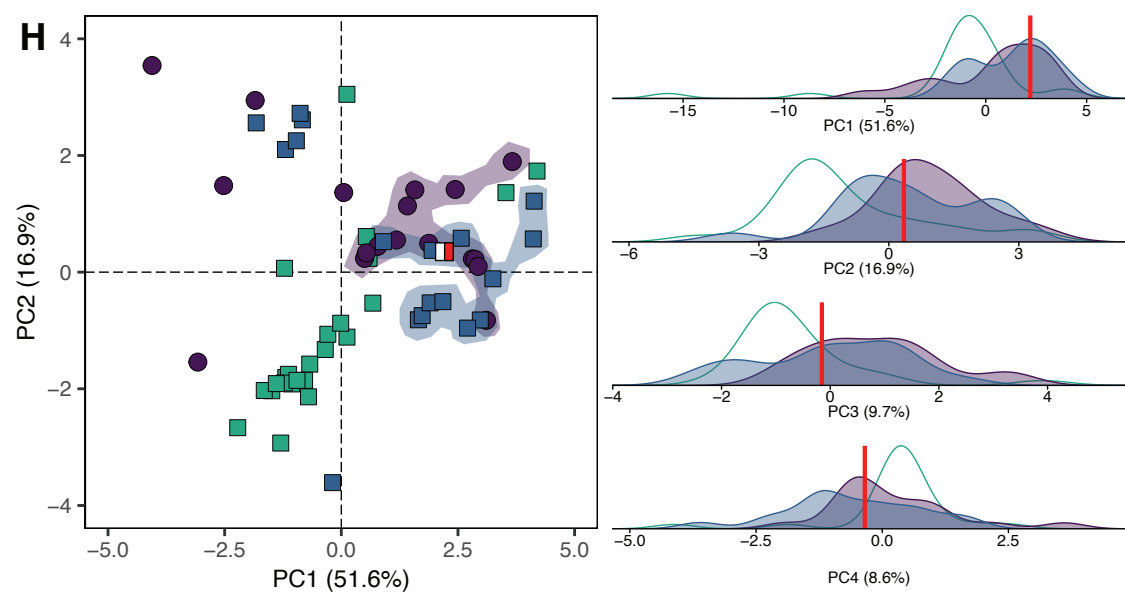 H
PC2 (16.9%)
4
2
0
−2
−4
−5.0 −2.5 0.0 2.5 5.0
PC1 (51.6%)
−15 −10 −5 0 5
PC1 (51.6%)
−6 −3 0 3
PC2 (16.9%)
−4 −2 0 2 4
PC3 (9.7%)
−5.0 −2.5 0.0 2.5
PC4 (8.6%)